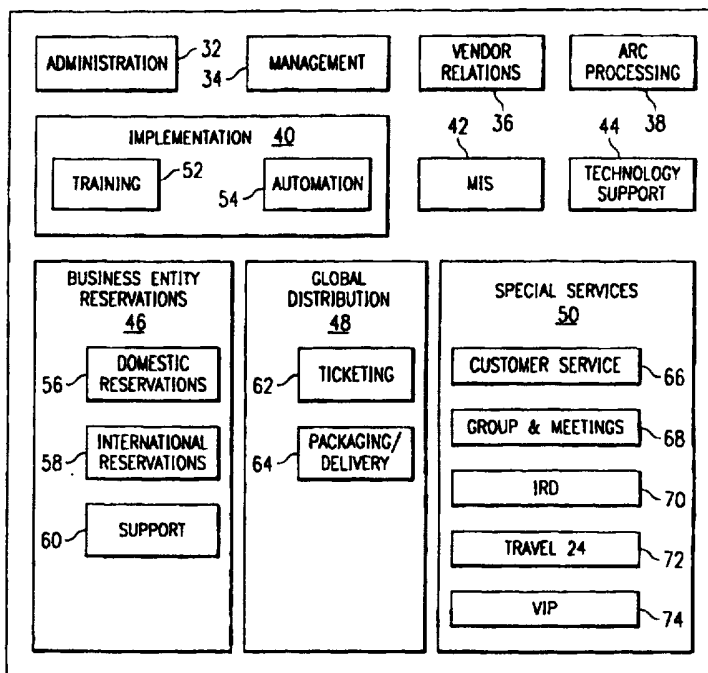 ADMINISTRATION
32
34
MANAGEMENT
VENDOR
RELATIONS
36
ARC
PROCESSING
38
IMPLEMENTATION 40
TRAINING
52
54
AUTOMATION
42
MIS
44
TECHNOLOGY
SUPPORT
BUSINESS ENTITY
RESERVATIONS
46
56
DOMESTIC
RESERVATIONS
58
INTERNATIONAL
RESERVATIONS
60
SUPPORT
GLOBAL
DISTRIBUTION
48
62
TICKETING
64
PACKAGING/
DELIVERY
SPECIAL SERVICES
50
CUSTOMER SERVICE
66
GROUP & MEETINGS
68
IRD
70
TRAVEL 24
72
VIP
74